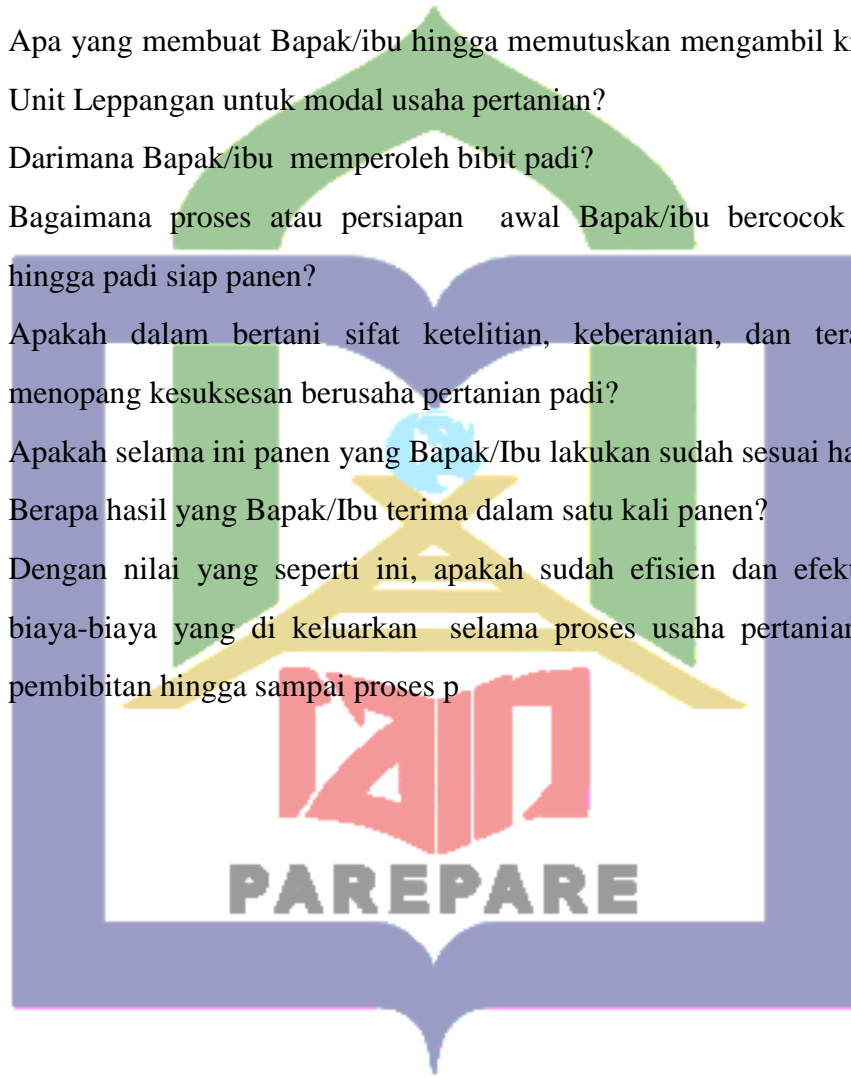 Apa yang membuat Bapak/ibu hingga memutuskan mengambil
Unit Leppangan untuk modal usaha pertanian?
Darimana Bapak/ibu memperoleh bibit padi?
Bagaimana proses atau persiapan awal Bapak/ibu bercocok
hingga padi siap panen?
Apakah dalam bertani sifat ketelitian, keberanian, dan
menopang kesuksesan berusaha pertanian padi?
Apakah selama ini panen yang Bapak/Ibu lakukan sudah sesuai
Berapa hasil yang Bapak/Ibu terima dalam satu kali panen?
Dengan nilai yang seperti ini, apakah sudah efisien dan
biaya-biaya yang di keluarkan selama proses usaha pertanian
pembibitan hingga sampai proses p
iain
PAREPARE